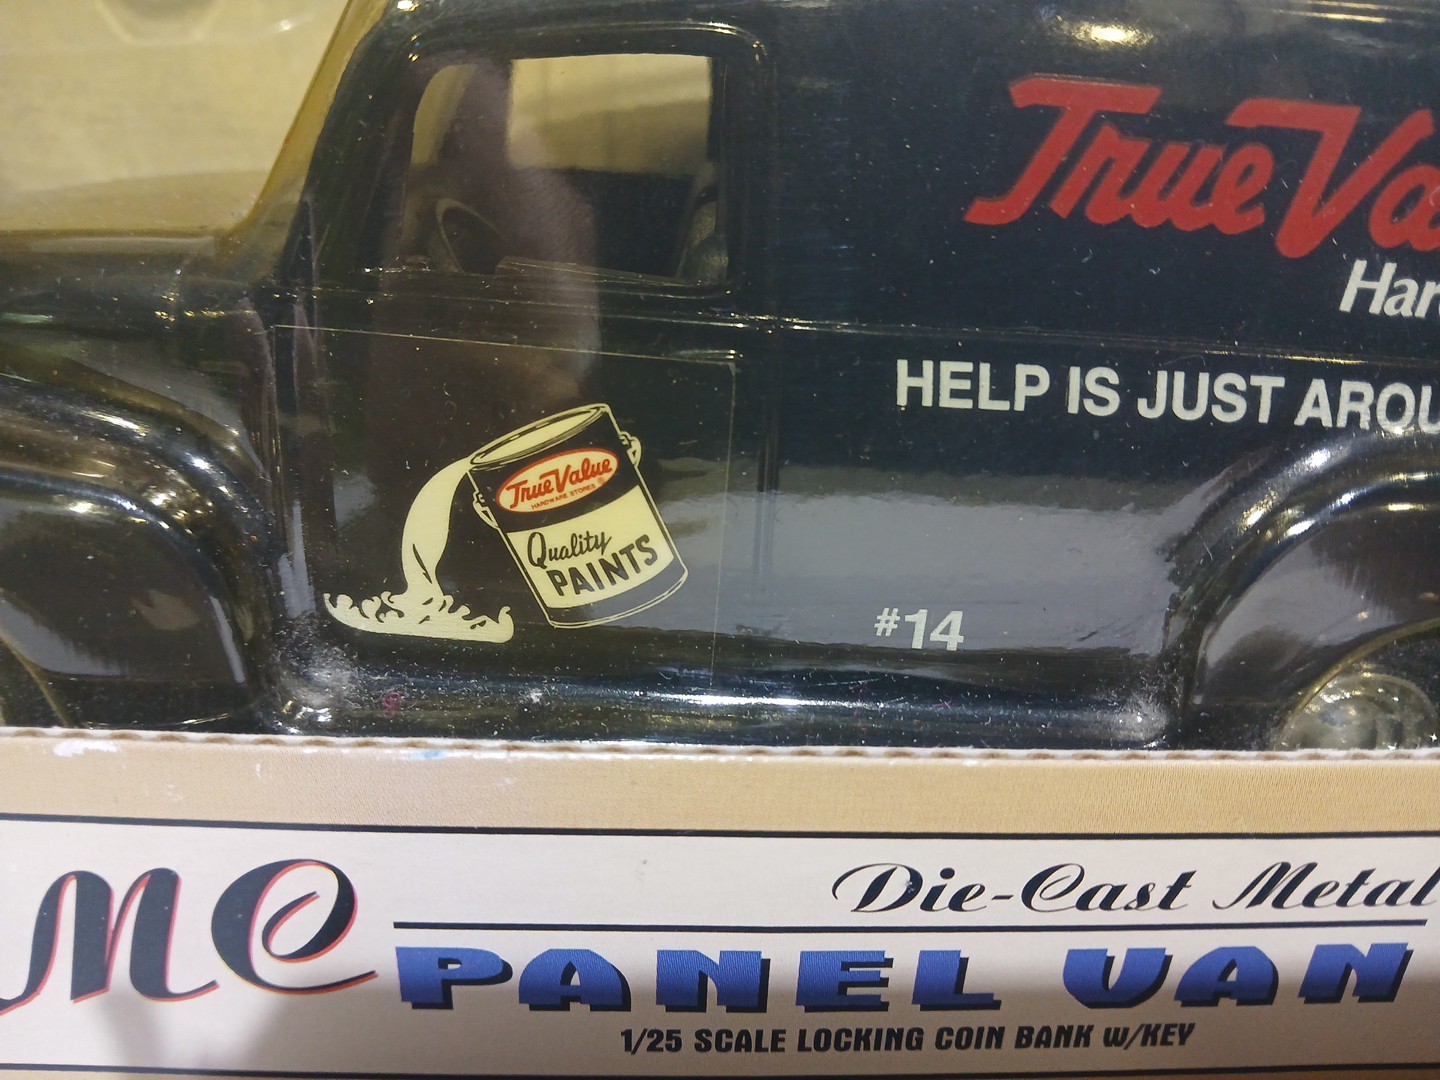 True Va
Har
HELP IS JUST AROU
True Value
HARDWARE STORES ®
Quality
PAINTS
#14
MC
Die-Cast Metal
PANEL VAN
1/25 SCALE LOCKING COIN BANK W/KEY